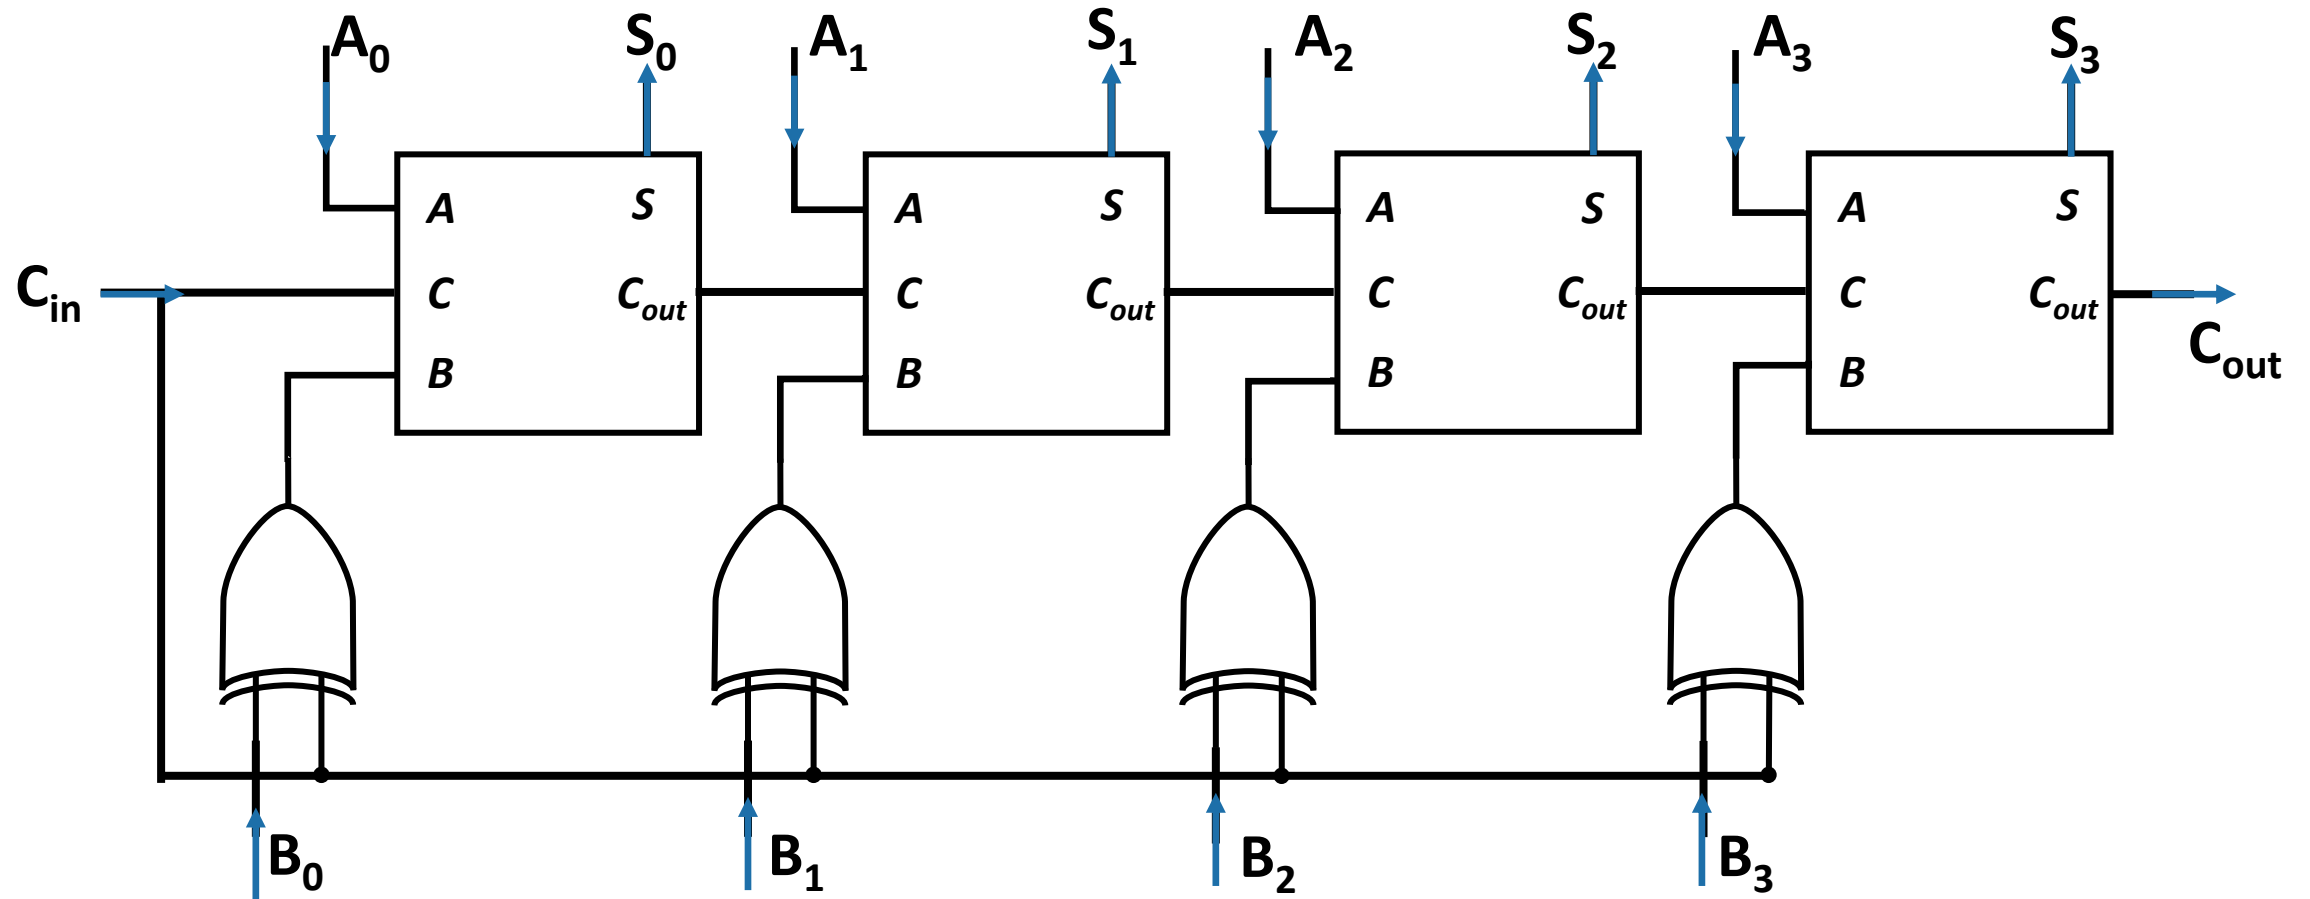 A0 S0 A1 S1 A2 S2 A3 S3
A S A S A S A S
Cin C Cout C Cout C Cout C Cout
Cout
B B B B
B0 B1 B2 B3